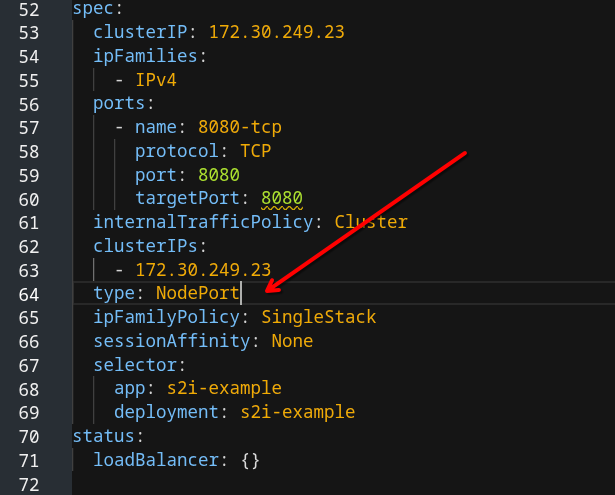 52 spec:
53   clusterIP: 172.30.249.23
54   ipFamilies:
55     - IPv4
56   ports:
57     - name: 8080-tcp
58       protocol: TCP
59       port: 8080
60       targetPort: 8080
61   internalTrafficPolicy: Cluster
62   clusterIPs:
63     - 172.30.249.23
64   type: NodePort
65   ipFamilyPolicy: SingleStack
66   sessionAffinity: None
67   selector:
68     app: s2i-example
69     deployment: s2i-example
70 status:
71   loadBalancer: {}
72